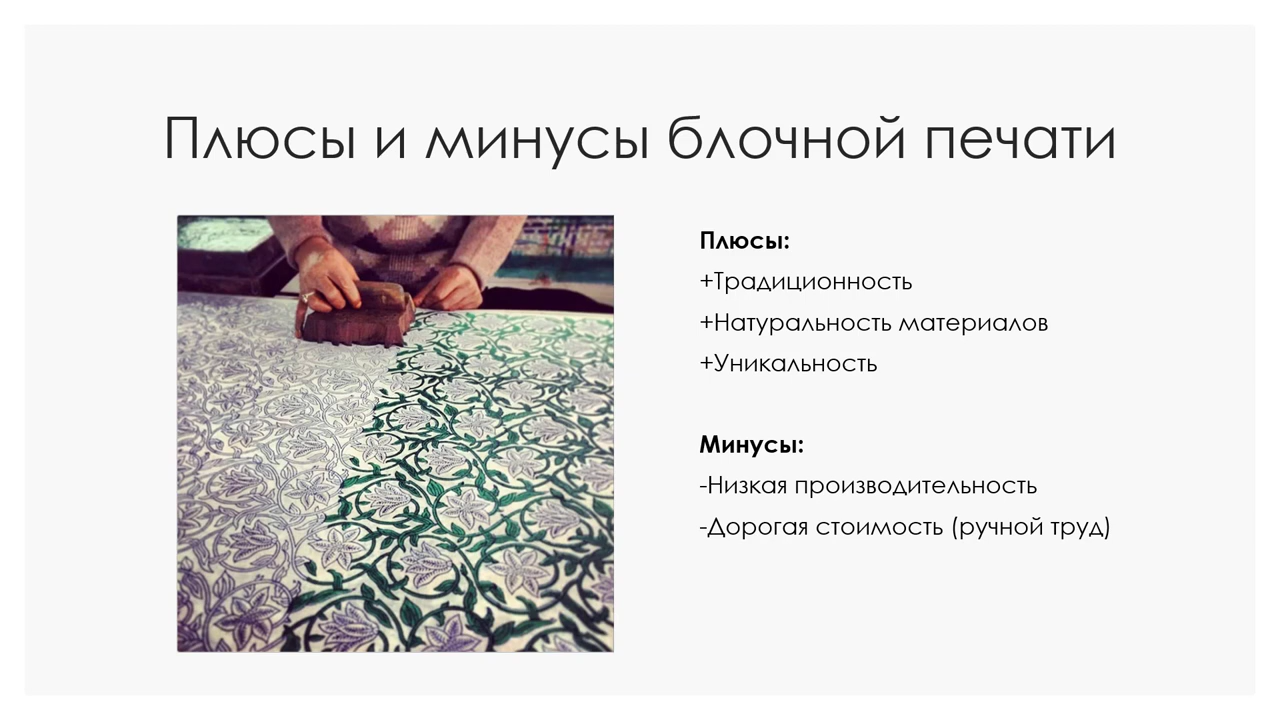 Плюсы и минусы блочной печати
Плюсы:
+Традиционность
+Натуральность материалов
+Уникальность
Минусы:
-Низкая производительность
-Дорогая стоимость (ручной труд)